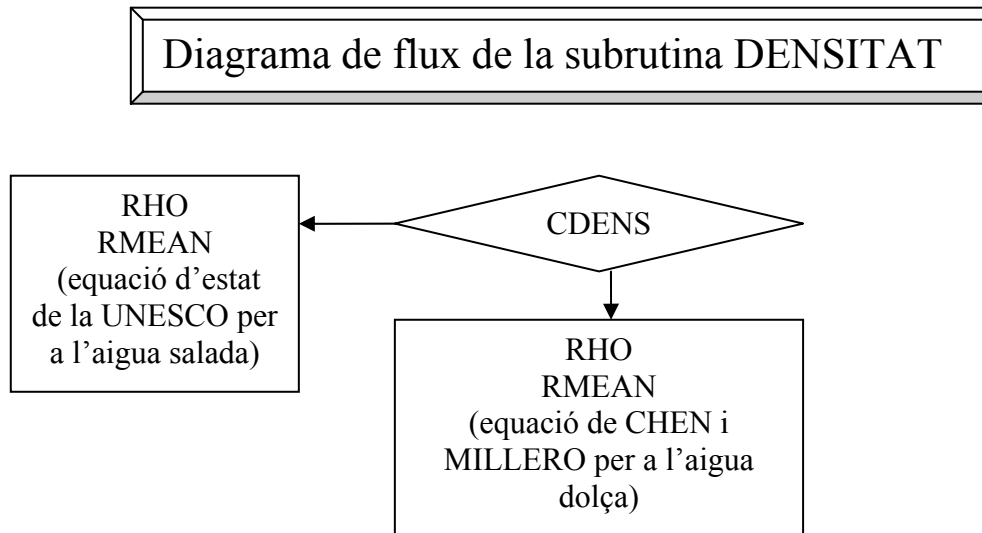 Diagrama de flux de la subrutina DENSITAT
RHO
RMEAN
(equació d’estat
de la UNESCO per
a l’aigua salada)
CDENS
RHO
RMEAN
(equació de CHEN i
MILLERO per a l’aigua
dolça)